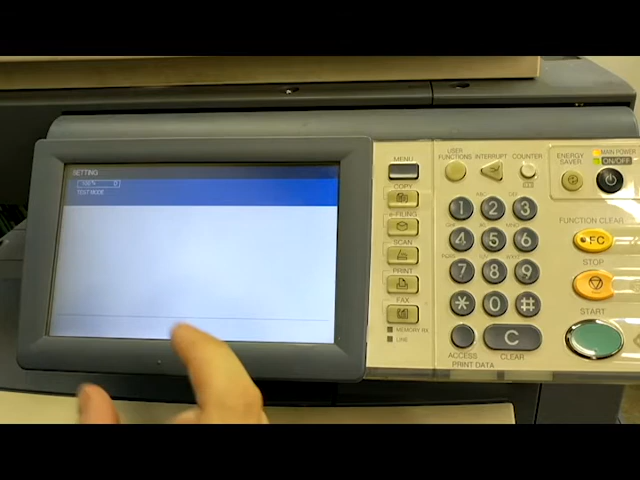 SETTING
100% 0
TEST MODE
MENU
COPY
e-FILING
SCAN
PRINT
FAX
MEMORY RX
LINE
USER FUNCTIONS
INTERRUPT
COUNTER
ENERGY SAVER
MAIN POWER
ON/OFF
1 2 3
4 5 6
7 8 9
* 0 #
C
ACCESS
CLEAR
PRINT DATA
FUNCTION CLEAR
FC
STOP
START